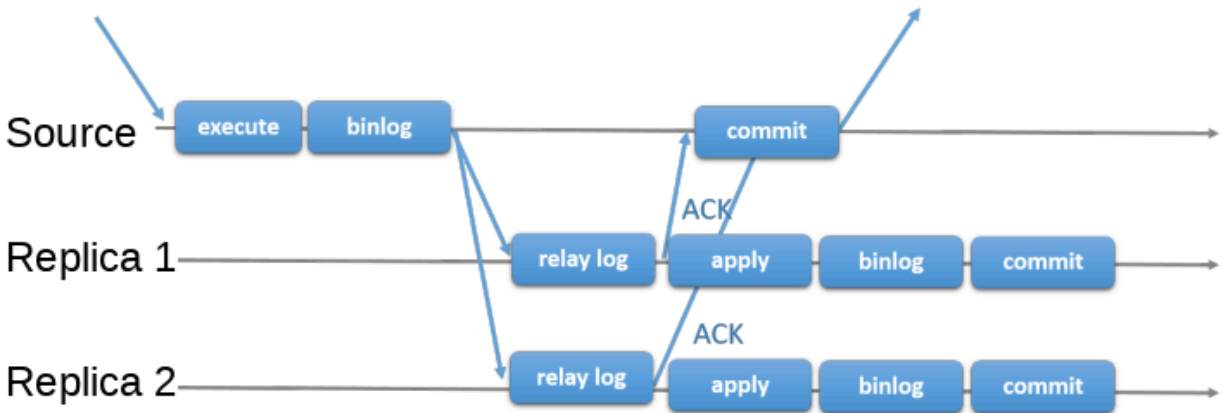 Source execute binlog commit
ACK
Replica 1 relay log apply binlog commit
ACK
Replica 2 relay log apply binlog commit